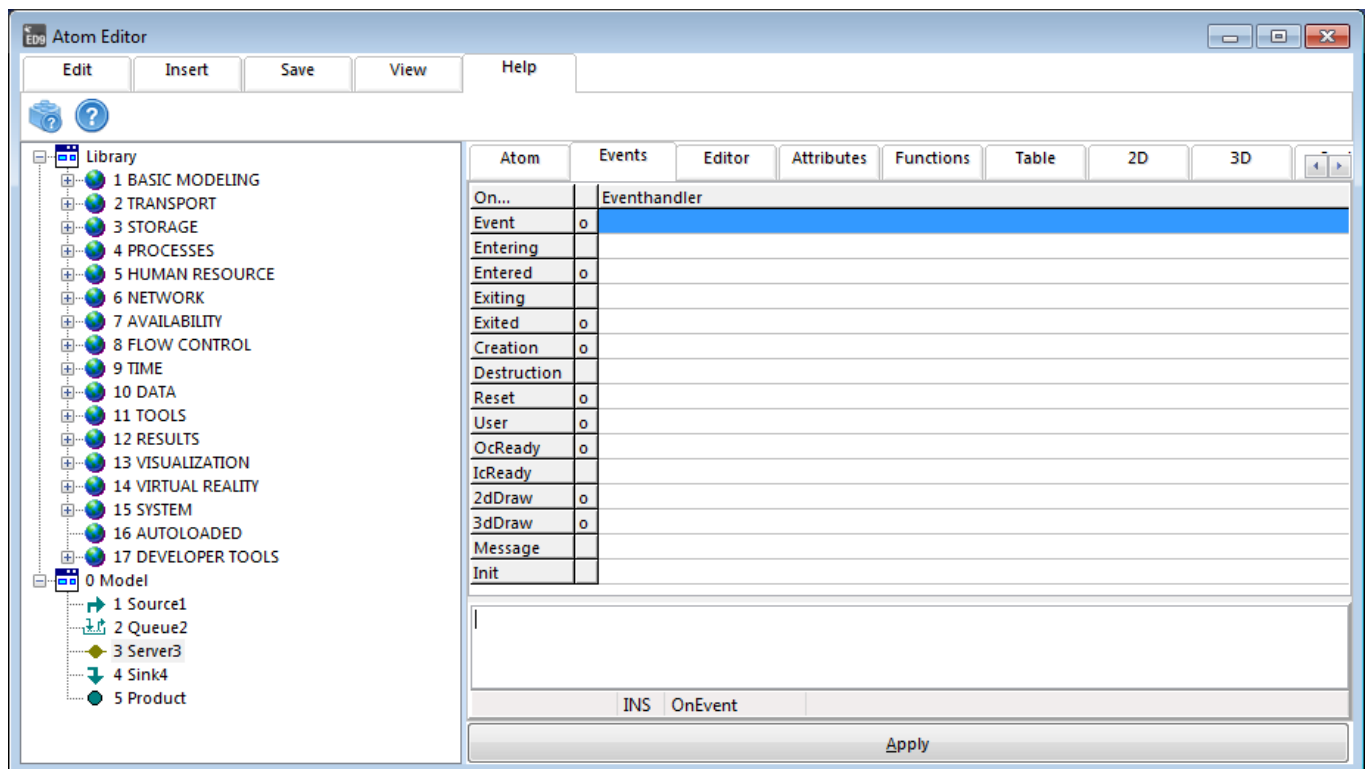 ED9 Atom Editor
Edit Insert Save View Help
Library
1 BASIC MODELING
2 TRANSPORT
3 STORAGE
4 PROCESSES
5 HUMAN RESOURCE
6 NETWORK
7 AVAILABILITY
8 FLOW CONTROL
9 TIME
10 DATA
11 TOOLS
12 RESULTS
13 VISUALIZATION
14 VIRTUAL REALITY
15 SYSTEM
16 AUTOLOADED
17 DEVELOPER TOOLS
0 Model
1 Source1
2 Queue2
3 Server3
4 Sink4
5 Product
Atom Events Editor Attributes Functions Table 2D 3D
On... Eventhandler
Event o
Entering
Entered o
Exiting
Exited o
Creation o
Destruction
Reset o
User o
OcReady o
IcReady
2dDraw o
3dDraw o
Message
Init
INS OnEvent
Apply